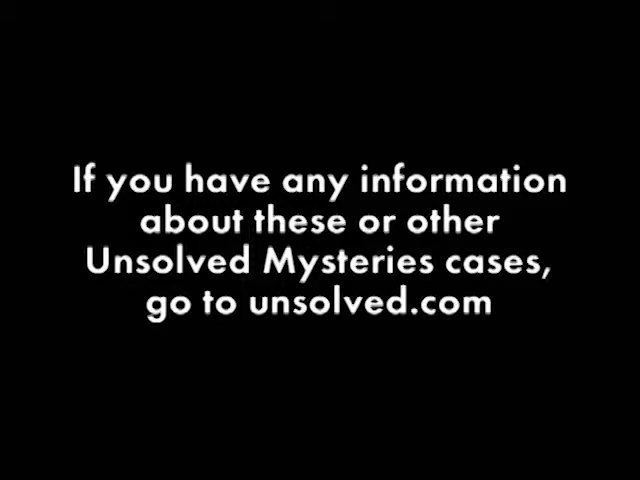 If you have any information
about these or other
Unsolved Mysteries cases,
go to unsolved.com